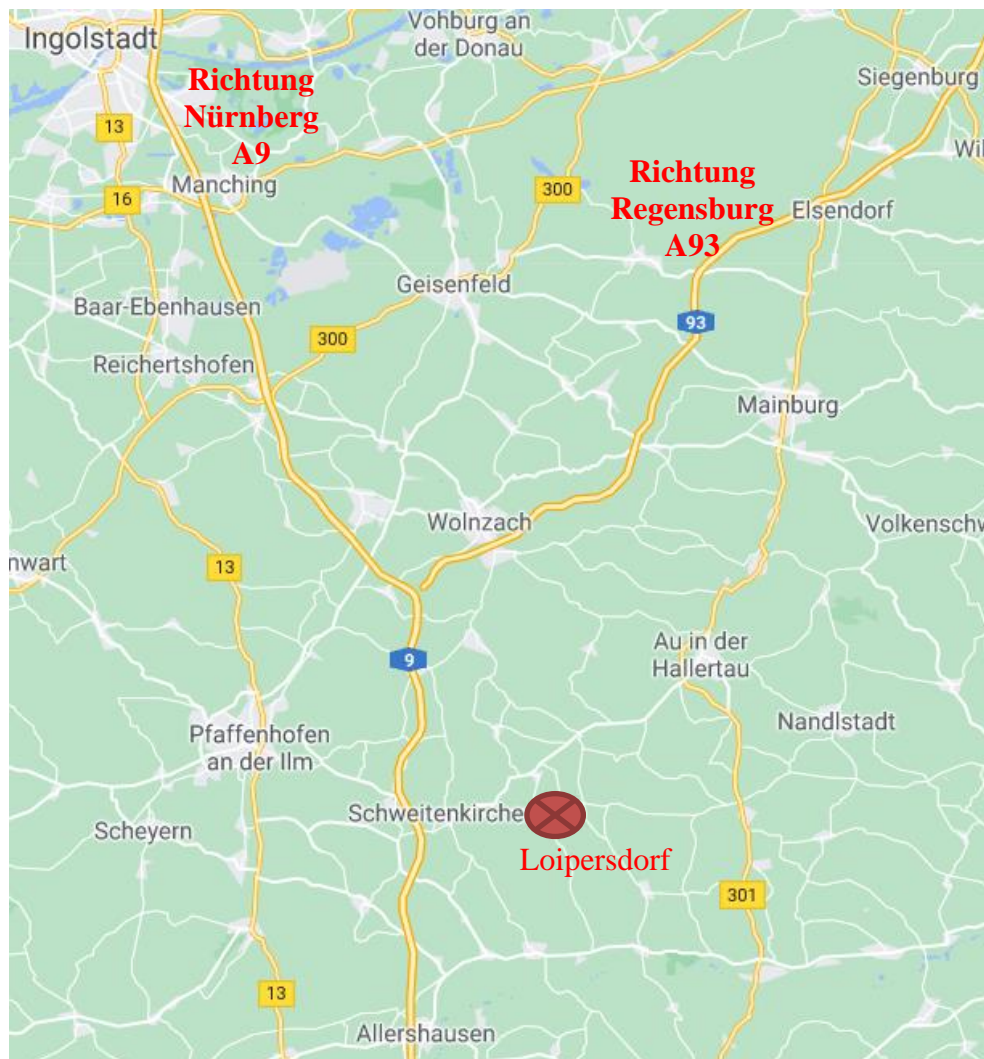 Ingolstadt
Vohburg an
der Donau
Richtung
Nürnberg
A9
Siegenburg
13
Manching
16
300
Richtung
Regensburg
A93
Wil
Elsendorf
Geisenfeld
Baar-Ebenhausen
93
300
Reichertshofen
Mainburg
Wolnzach
Volkenschw
nwart
13
9
Au in der
Hallertau
Nandlstadt
Pfaffenhofen
an der Ilm
Schweitenkirche
Scheyern
Loipersdorf
301
13
Allershausen